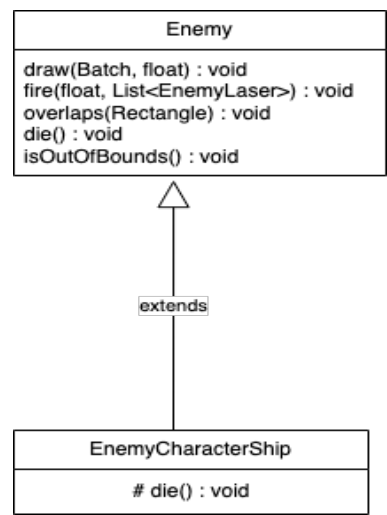 Enemy
draw(Batch, float) : void
fire(float, List<EnemyLaser>) : void
overlaps(Rectangle) : void
die() : void
isOutOfBounds() : void
extends
EnemyCharacterShip
# die() : void